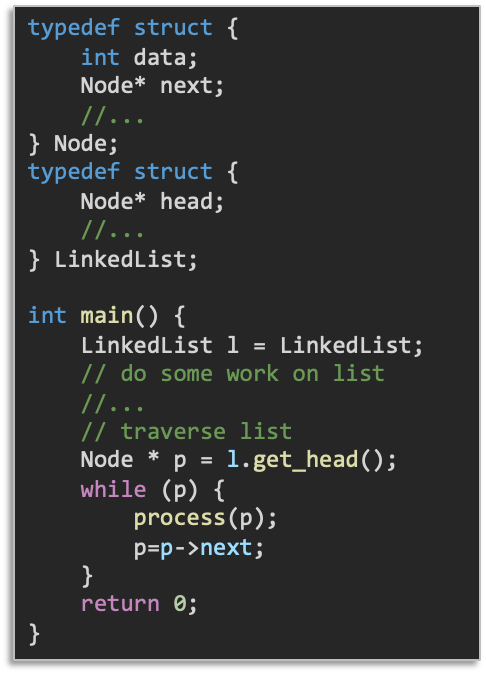 typedef struct {
    int data;
    Node* next;
    //...
} Node;
typedef struct {
    Node* head;
    //...
} LinkedList;

int main() {
    LinkedList l = LinkedList;
    // do some work on list
    //...
    // traverse list
    Node * p = l.get_head();
    while (p) {
        process(p);
        p=p->next;
    }
    return 0;
}